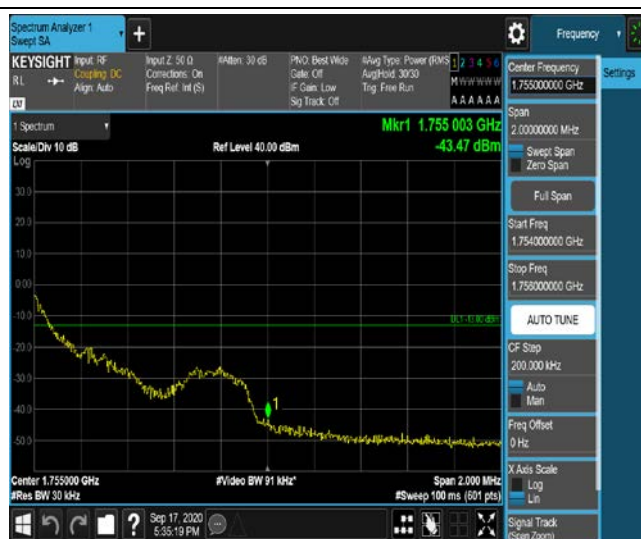 Spectrum Analyzer 1
Swept SA
Frequency
KEYSIGHT
RL
Input: RF
Coupling: DC
Align: Auto
Input Z: 50 Ω
Corrections: On
Freq Ref: Int (S)
#Atten: 30 dB
PNO: Best Wide
Gate: Off
IF Gain: Low
Sig Track: Off
#Avg Type: Power (RMS
Avg|Hold: 30/30
Trig: Free Run
1 2 3 4 5 6
M W W W W W
A A A A A A
1 Spectrum
Scale/Div 10 dB
Log
Ref Level 40.00 dBm
Mkr1 1.755 003 GHz
-43.47 dBm
30.0
20.0
10.0
0.00
-10.0
-20.0
-30.0
-40.0
-50.0
DL1 -13.00 dBm
1
Center 1.755000 GHz
#Res BW 30 kHz
#Video BW 91 kHz*
Span 2.000 MHz
#Sweep 100 ms (601 pts)
Sep 17, 2020
5:35:19 PM
Center Frequency
1.755000000 GHz
Settings
Span
2.00000000 MHz
Swept Span
Zero Span
Full Span
Start Freq
1.754000000 GHz
Stop Freq
1.756000000 GHz
AUTO TUNE
CF Step
200.000 kHz
Auto
Man
Freq Offset
0 Hz
X Axis Scale
Log
Lin
Signal Track
(Span Zoom)